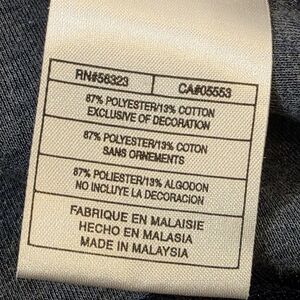 RN#56323 CA#05553
87% POLYESTER/13% COTTON
EXCLUSIVE OF DECORATION
87% POLYESTER/13% COTON
SANS ORNEMENTS
87% POLIESTER/13% ALGODON
NO INCLUYE LA DECORACION
FABRIQUE EN MALAISIE
HECHO EN MALASIA
MADE IN MALAYSIA